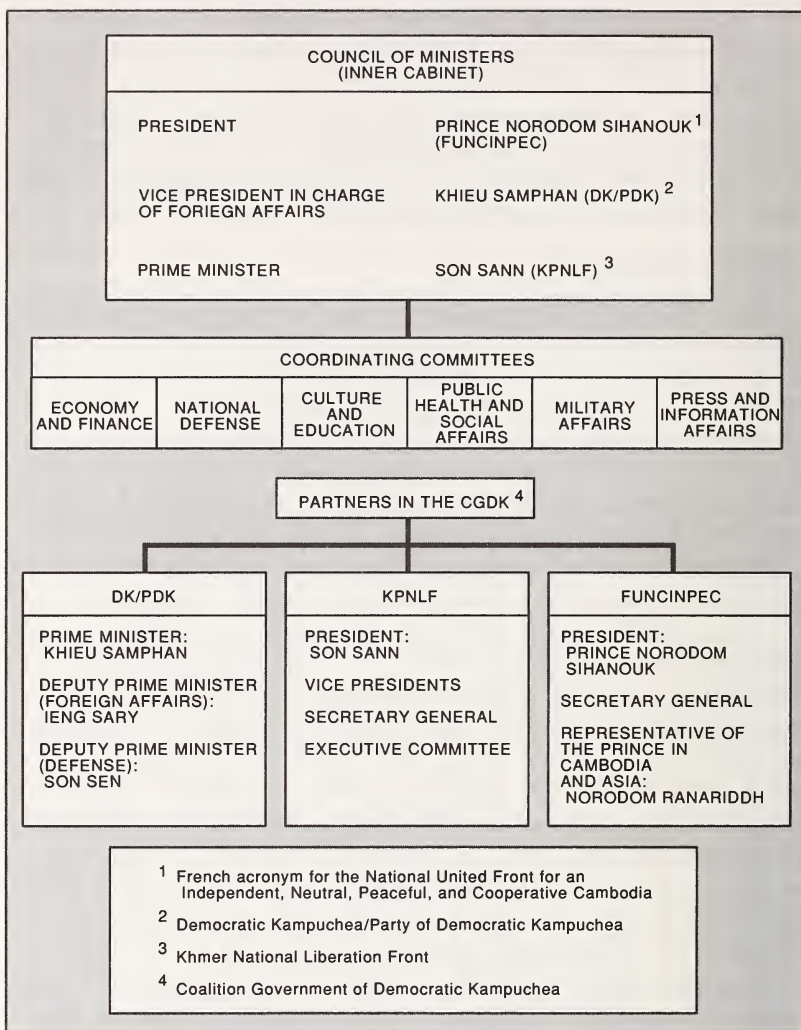 COUNCIL OF MINISTERS
(INNER CABINET)
PRESIDENT
PRINCE NORODOM SIHANOUK 1
(FUNCINPEC)
VICE PRESIDENT IN CHARGE
OF FORIEGN AFFAIRS
KHIEU SAMPHAN (DK/PDK) 2
PRIME MINISTER
SON SANN (KPNLF) 3
COORDINATING COMMITTEES
ECONOMY
AND FINANCE
NATIONAL
DEFENSE
CULTURE
AND
EDUCATION
PUBLIC
HEALTH AND
SOCIAL
AFFAIRS
MILITARY
AFFAIRS
PRESS AND
INFORMATION
AFFAIRS
PARTNERS IN THE CGDK 4
DK/PDK
PRIME MINISTER:
KHIEU SAMPHAN
DEPUTY PRIME MINISTER
(FOREIGN AFFAIRS):
IENG SARY
DEPUTY PRIME MINISTER
(DEFENSE):
SON SEN
KPNLF
PRESIDENT:
SON SANN
VICE PRESIDENTS
SECRETARY GENERAL
EXECUTIVE COMMITTEE
FUNCINPEC
PRESIDENT:
PRINCE NORODOM
SIHANOUK
SECRETARY GENERAL
REPRESENTATIVE OF
THE PRINCE IN
CAMBODIA
AND ASIA:
NORODOM RANARIDDH
1 French acronym for the National United Front for an
Independent, Neutral, Peaceful, and Cooperative Cambodia
2 Democratic Kampuchea/Party of Democratic Kampuchea
3 Khmer National Liberation Front
4 Coalition Government of Democratic Kampuchea